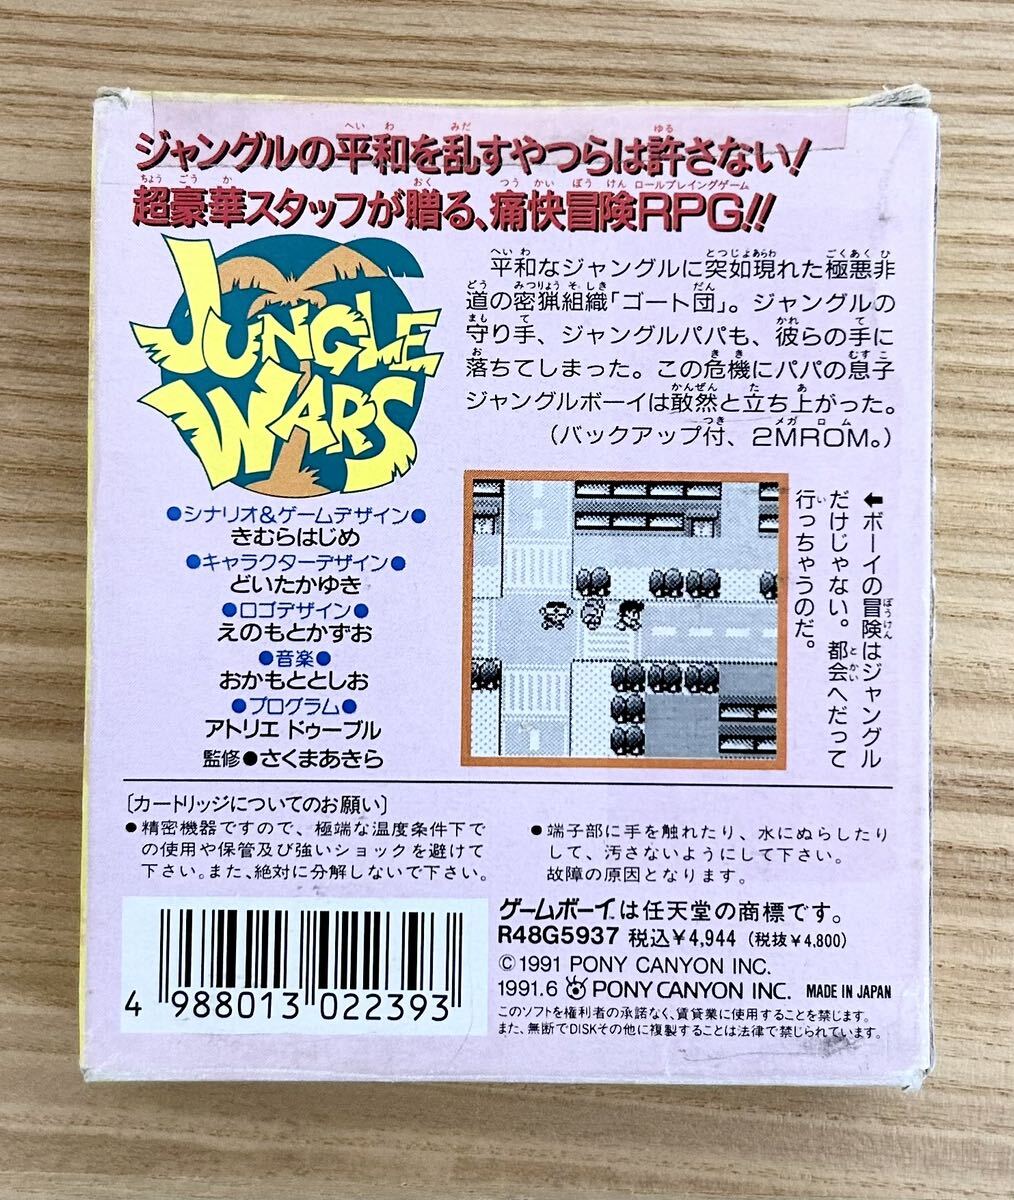 ジャングルの平和を乱すやつらは許さない!
超豪華スタッフが贈る、痛快冒険RPG!!
JUNGLE WARS
平和なジャングルに突如現れた極悪非
道の密猟組織「ゴート団」。ジャングルの
守り手、ジャングルパパも、彼らの手に
落ちてしまった。この危機にパパの息子
ジャングルボーイは敢然と立ち上がった。
(バックアップ付、2MROM。)
●シナリオ&ゲームデザイン●
きむらはじめ
●キャラクターデザイン●
どいたかゆき
●ロゴデザイン●
えのもとかずお
●音楽●
おかもととしお
●プログラム●
アトリエ ドゥーブル
監修●さくまあきら
⬅ボーイの冒険はジャングル
だけじゃない。都会へだって
行っちゃうのだ。
〔カートリッジについてのお願い〕
●精密機器ですので、極端な温度条件下で
の使用や保管及び強いショックを避けて
下さい。また、絶対に分解しないで下さい。
●端子部に手を触れたり、水にぬらしたり
して、汚さないようにして下さい。
故障の原因となります。
ゲームボーイは任天堂の商標です。
R48G5937 税込¥4,944 (税抜¥4,800)
©1991 PONY CANYON INC.
1991.6 PONY CANYON INC. MADE IN JAPAN
このソフトを権利者の承諾なく、賃貸業に使用することを禁じます。
また、無断でDISKその他に複製することは法律で禁じられています。
4 988013 022393